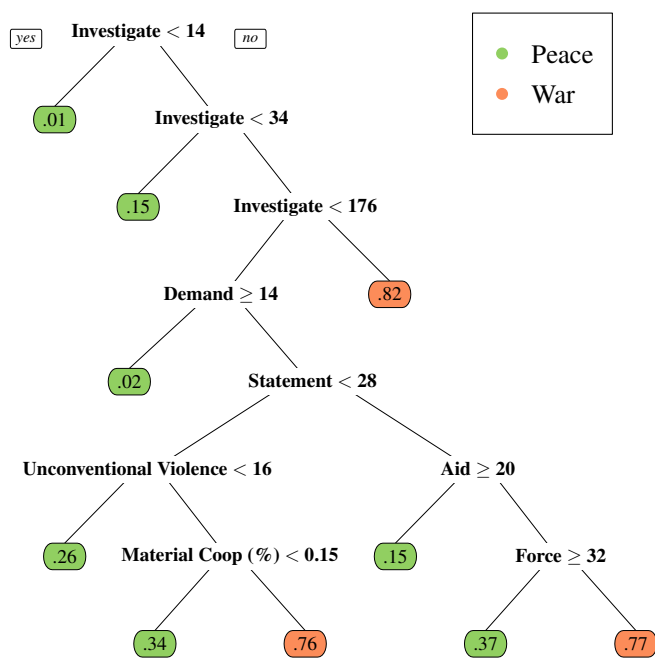 yes
Investigate < 14
no
Peace
War
.01
Investigate < 34
.15
Investigate < 176
Demand ≥ 14
.82
.02
Statement < 28
Unconventional Violence < 16
Aid ≥ 20
.26
Material Coop (%) < 0.15
.15
Force ≥ 32
.34
.76
.37
.77